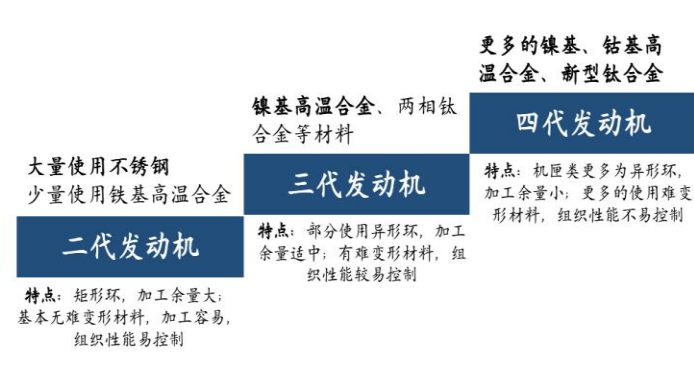 大量使用不锈钢
少量使用铁基高温合金
二代发动机
特点：矩形环，加工余量大；
基本无难变形材料，加工容易，
组织性能易控制
镍基高温合金、两相钛
合金等材料
三代发动机
特点：部分使用异形环，加工
余量适中；有难变形材料，组
织性能较易控制
更多的镍基、钴基高
温合金、新型钛合金
四代发动机
特点：机匣类更多为异形环，
加工余量小；更多的使用难变
形材料，组织性能不易控制